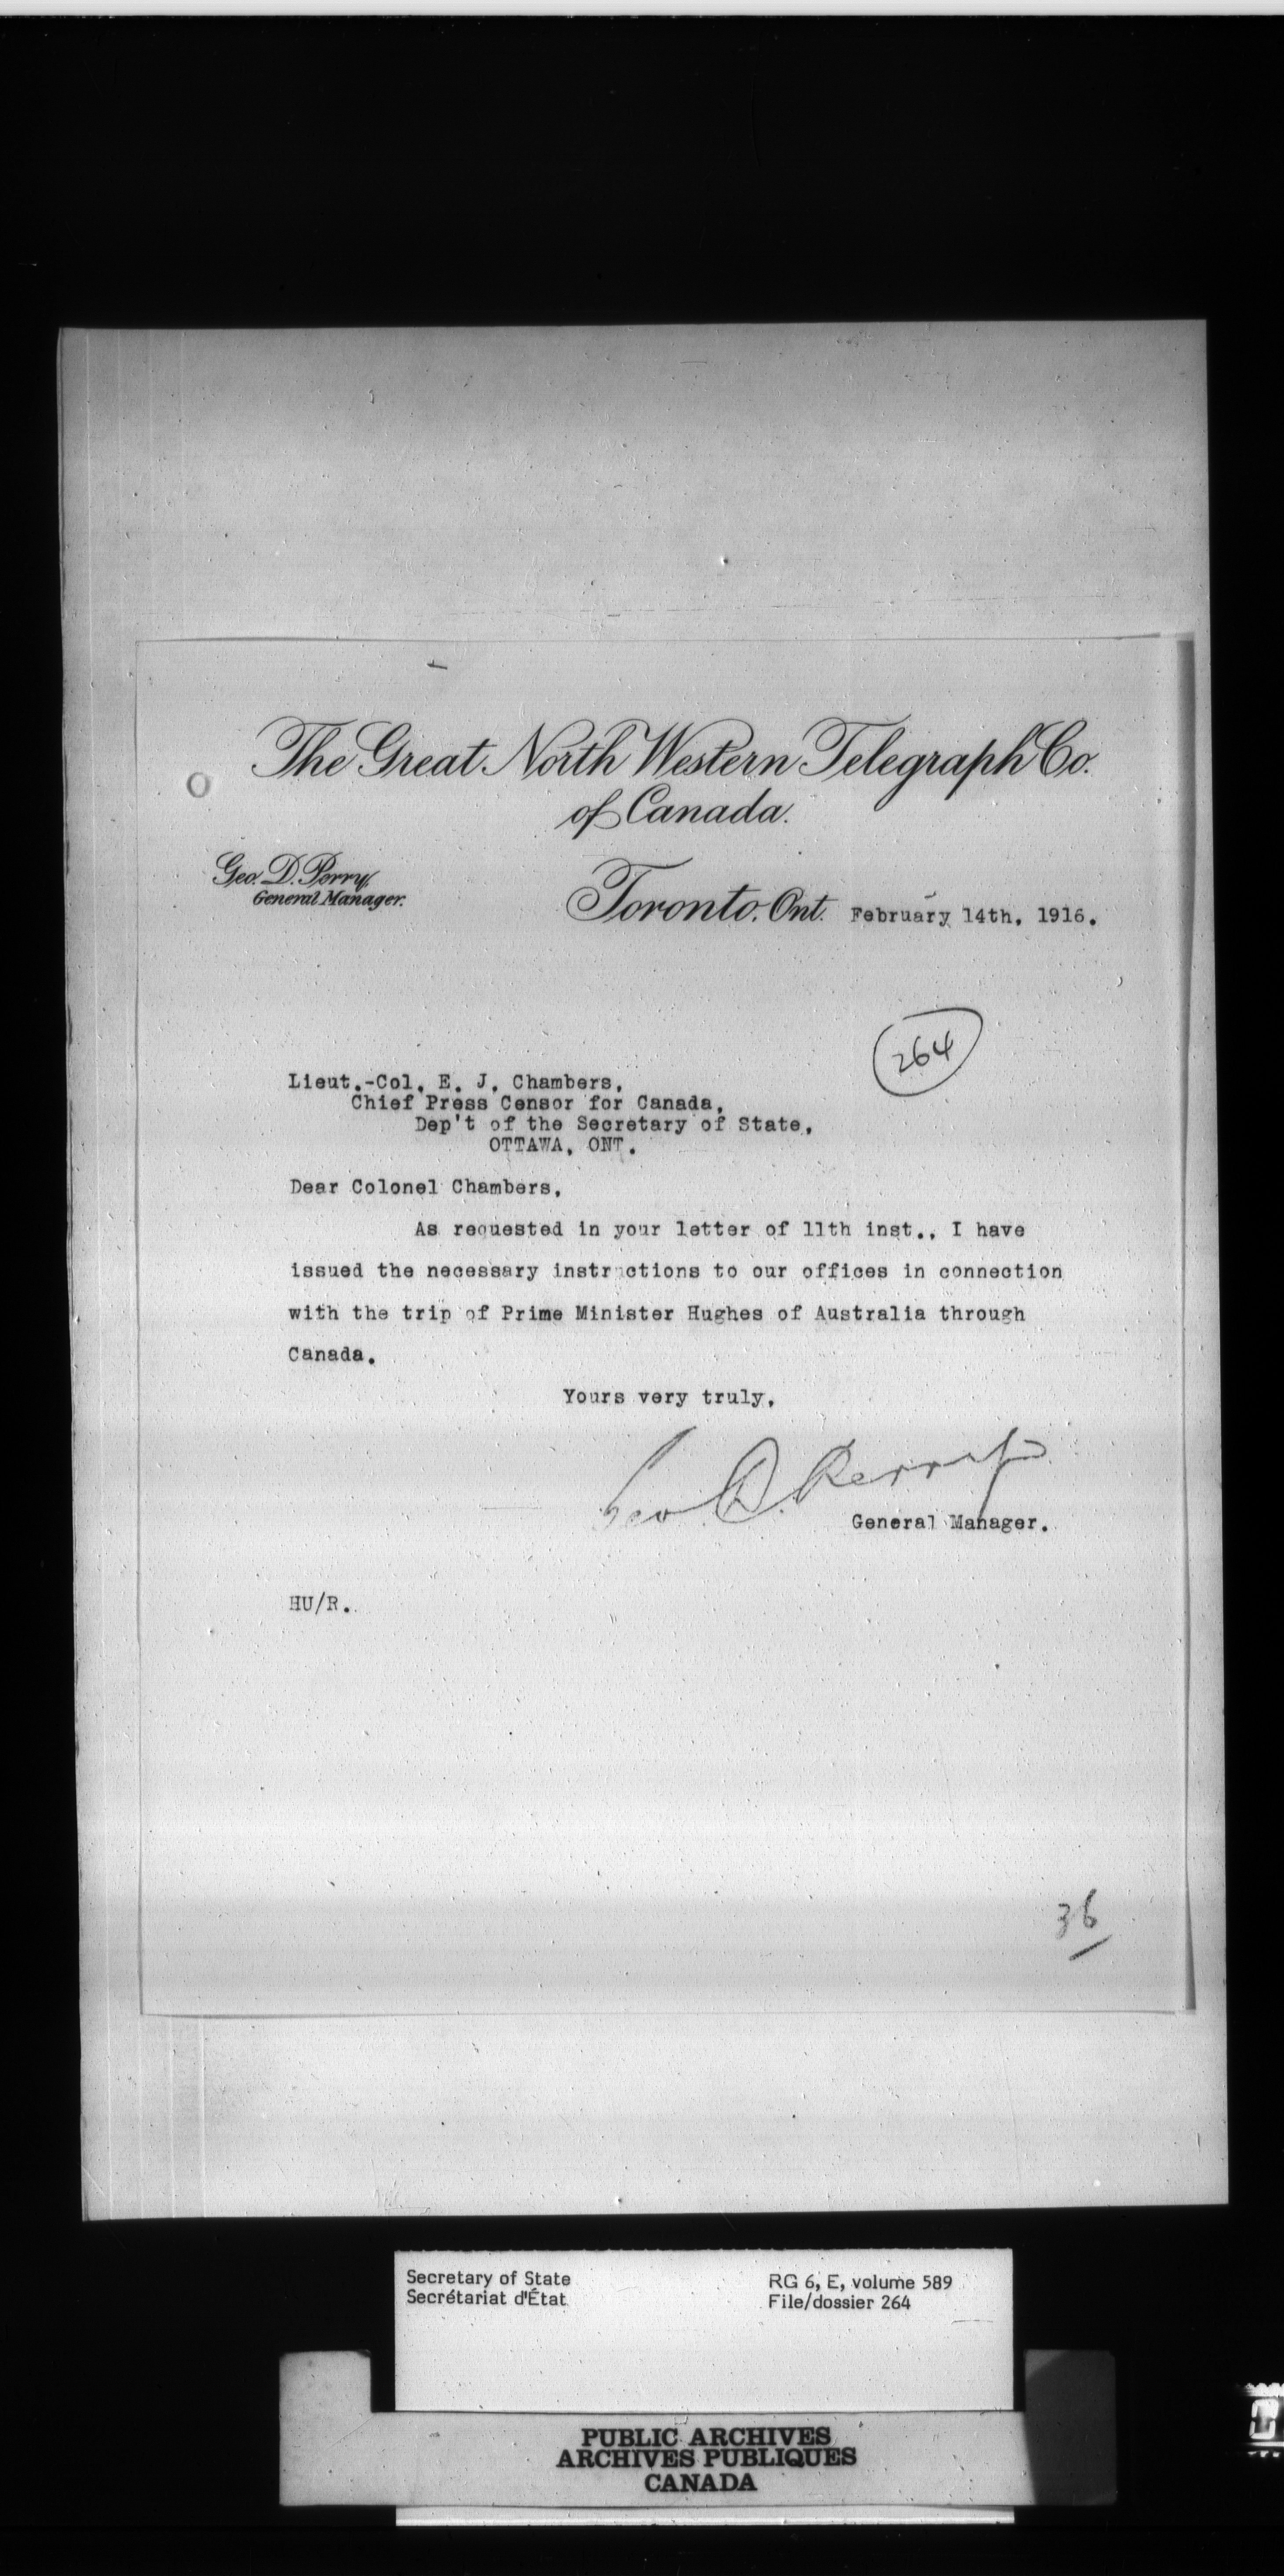 The Great North Western Telegraph Co.
of Canada.
Geo. D. Perry,
General Manager.
Toronto, Ont. February 14th, 1916.
264
Lieut.-Col. E. J. Chambers,
Chief Press Censor for Canada,
Dep't of the Secretary of State,
OTTAWA, ONT.
Dear Colonel Chambers,
As requested in your letter of 11th inst., I have
issued the necessary instructions to our offices in connection
with the trip of Prime Minister Hughes of Australia through
Canada.
Yours very truly,
Geo D. Perry
General Manager.
HU/R.
36
Secretary of State
Secrétariat d'État
RG 6, E, volume 589
File/dossier 264
PUBLIC ARCHIVES
ARCHIVES PUBLIQUES
CANADA